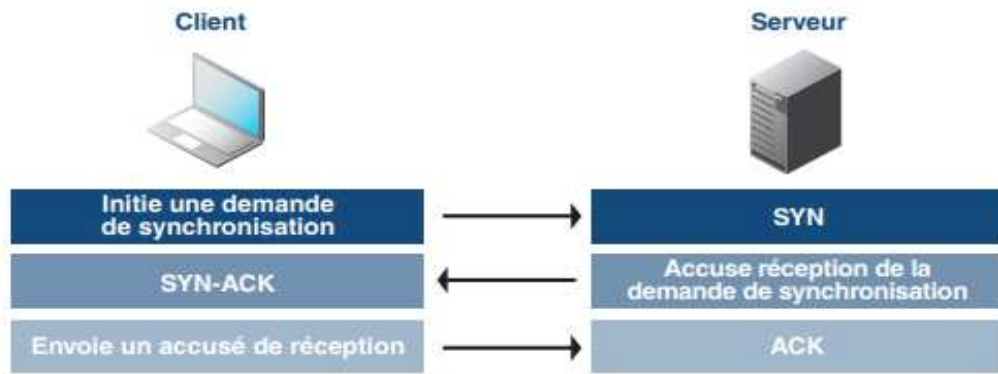 Client
Serveur
Initie une demande
de synchronisation
SYN
SYN-ACK
Accuse réception de la
demande de synchronisation
Envoie un accusé de réception
ACK